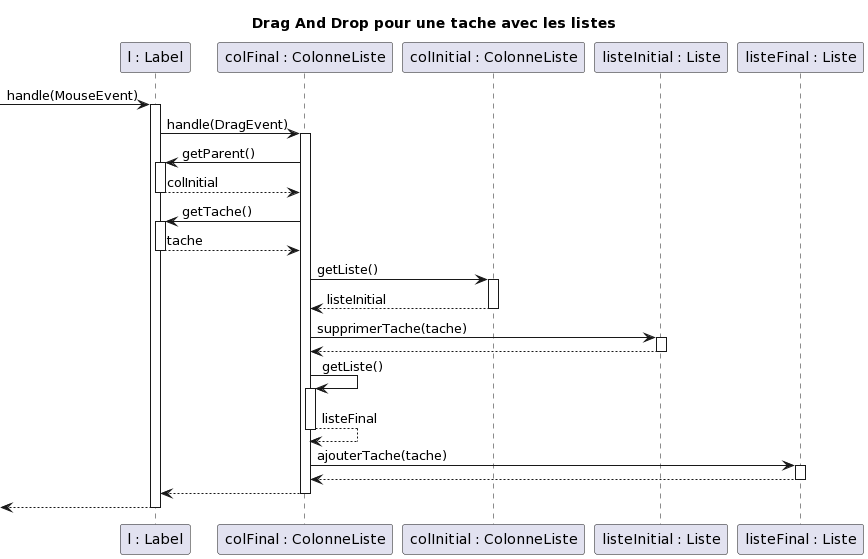 Drag And Drop pour une tache avec les listes
l : Label
colFinal : ColonneListe
colInitial : ColonneListe
listeInitial : Liste
listeFinal : Liste
handle(MouseEvent)
handle(DragEvent)
getParent()
colInitial
getTache()
tache
getListe()
listeInitial
supprimerTache(tache)
getListe()
listeFinal
ajouterTache(tache)
l : Label
colFinal : ColonneListe
colInitial : ColonneListe
listeInitial : Liste
listeFinal : Liste